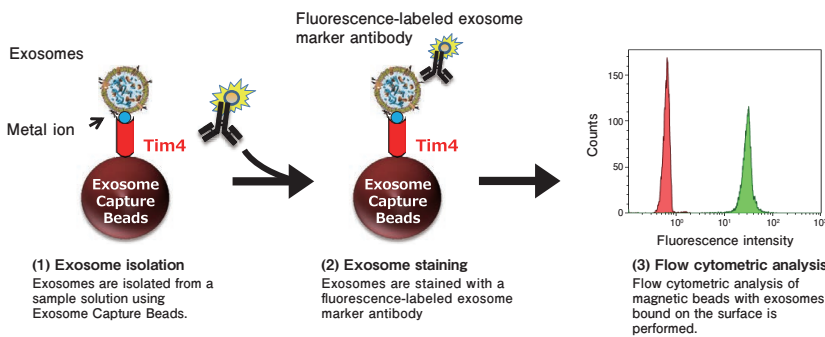 Fluorescence-labeled exosome
marker antibody
Exosomes
Metal ion
Tim4
Exosome
Capture
Beads
Tim4
Exosome
Capture
Beads
Counts
150
100
50
0
10⁰
10¹
10²
10³
Fluorescence intensity
(1) Exosome isolation
Exosomes are isolated from a
sample solution using
Exosome Capture Beads.
(2) Exosome staining
Exosomes are stained with a
fluorescence-labeled exosome
marker antibody
(3) Flow cytometric analysis
Flow cytometric analysis of
magnetic beads with exosomes
bound on the surface is
performed.